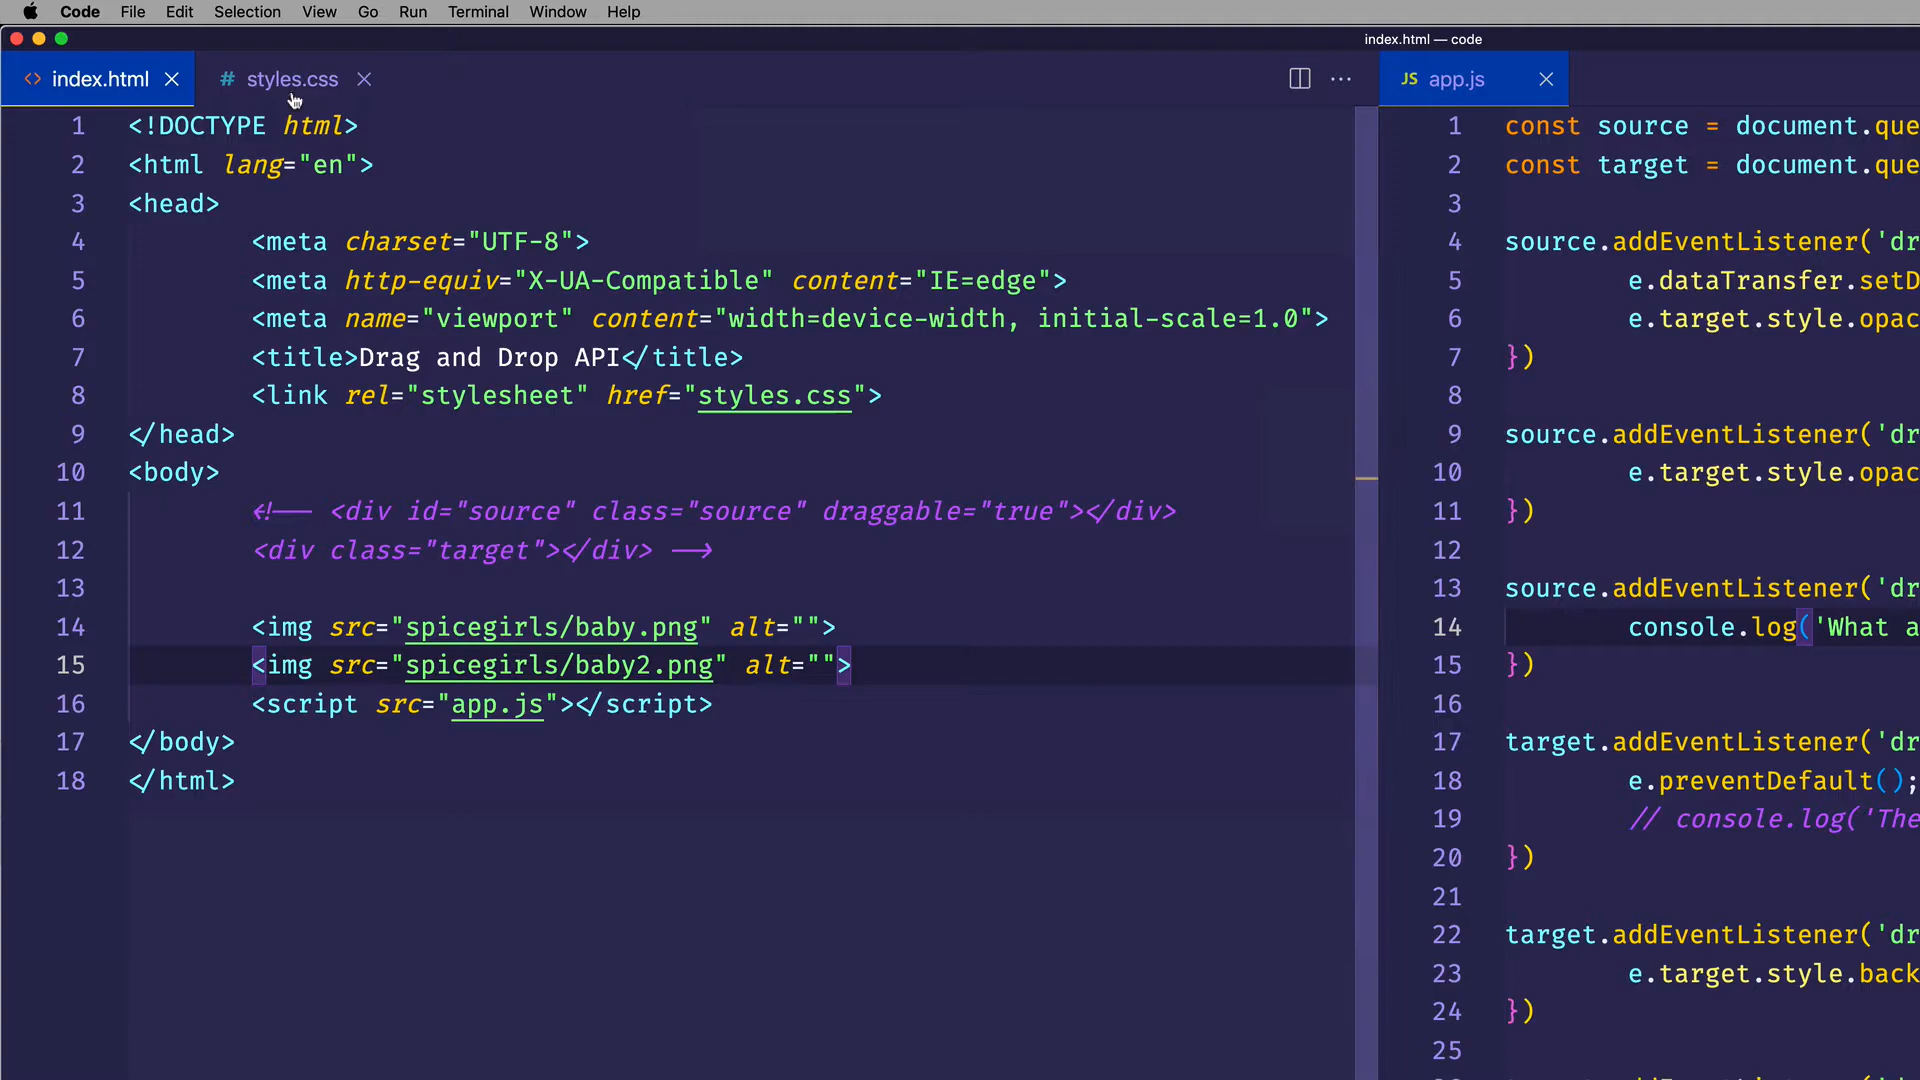 Code File Edit Selection View Go Run Terminal Window Help
index.html — code
<> index.html × # styles.css ×
1 <!DOCTYPE html>
2 <html lang="en">
3 <head>
4 <meta charset="UTF-8">
5 <meta http-equiv="X-UA-Compatible" content="IE=edge">
6 <meta name="viewport" content="width=device-width, initial-scale=1.0">
7 <title>Drag and Drop API</title>
8 <link rel="stylesheet" href="styles.css">
9 </head>
10 <body>
11 <!-- <div id="source" class="source" draggable="true"></div>
12 <div class="target"></div> -->
13
14 <img src="spicegirls/baby.png" alt="">
15 <img src="spicegirls/baby2.png" alt="">
16 <script src="app.js"></script>
17 </body>
18 </html>
JS app.js ×
1 const source = document.que
2 const target = document.que
3
4 source.addEventListener('dr
5 e.dataTransfer.setD
6 e.target.style.opac
7 })
8
9 source.addEventListener('dr
10 e.target.style.opac
11 })
12
13 source.addEventListener('dr
14 console.log('What a
15 })
16
17 target.addEventListener('dr
18 e.preventDefault();
19 // console.log('The
20 })
21
22 target.addEventListener('dr
23 e.target.style.back
24 })
25